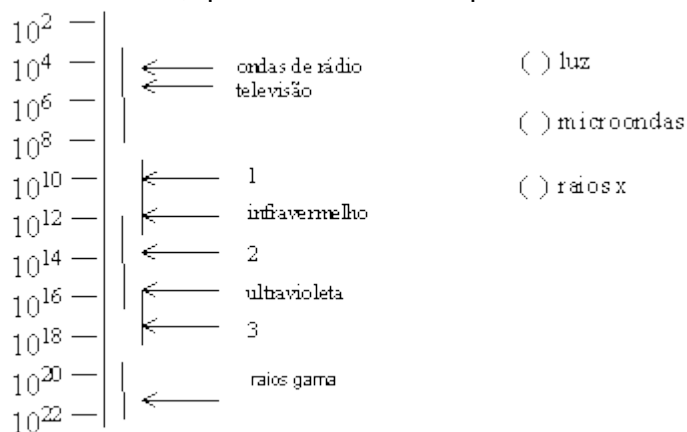 10² —
10⁴ —
10⁶ —
10⁸ —
10¹⁰ —
10¹² —
10¹⁴ —
10¹⁶ —
10¹⁸ —
10²⁰ —
10²² —
ondas de rádio
televisão
1
infravermelho
2
ultravioleta
3
raios gama
( ) luz
( ) microondas
( ) raios x